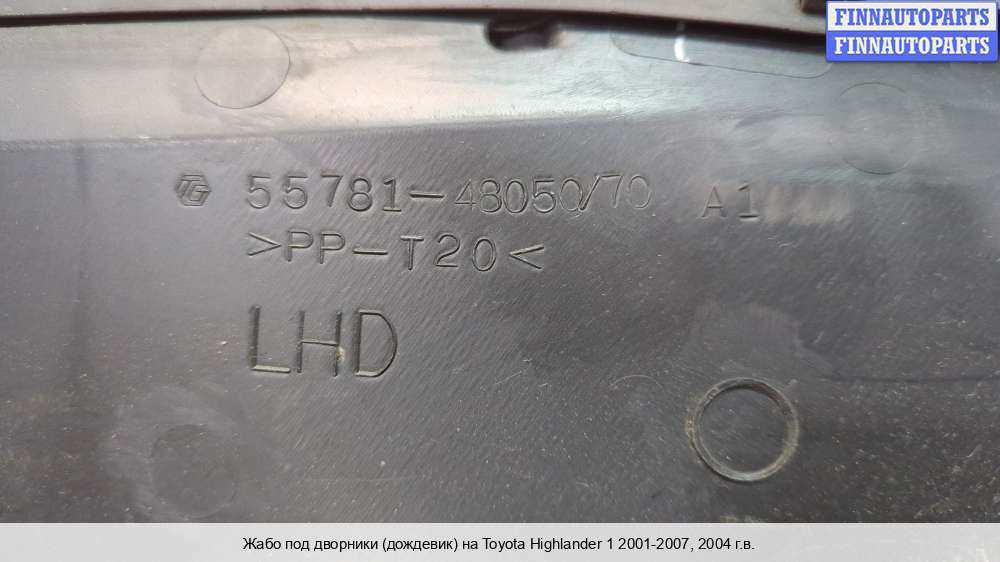 FINNAUTOPARTS
FINNAUTOPARTS
TG 55781-48050/70 A1
>PP-T20<
LHD
Жабо под дворники (дождевик) на Toyota Highlander 1 2001-2007, 2004 г.в.